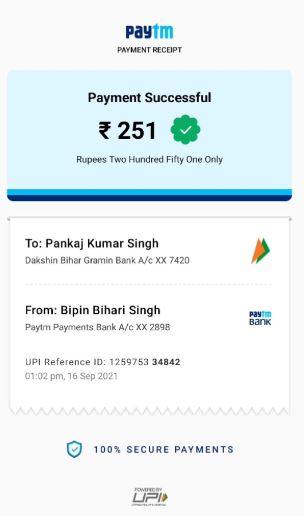 paytm
PAYMENT RECEIPT
Payment Successful
₹ 251
Rupees Two Hundred Fifty One Only
To: Pankaj Kumar Singh
Dakshin Bihar Gramin Bank A/c XX 7420
From: Bipin Bihari Singh
Paytm Payments Bank A/c XX 2898
paytm
BANK
UPI Reference ID: 1259753 34842
01:02 pm, 16 Sep 2021
100% SECURE PAYMENTS
POWERED BY
UPI